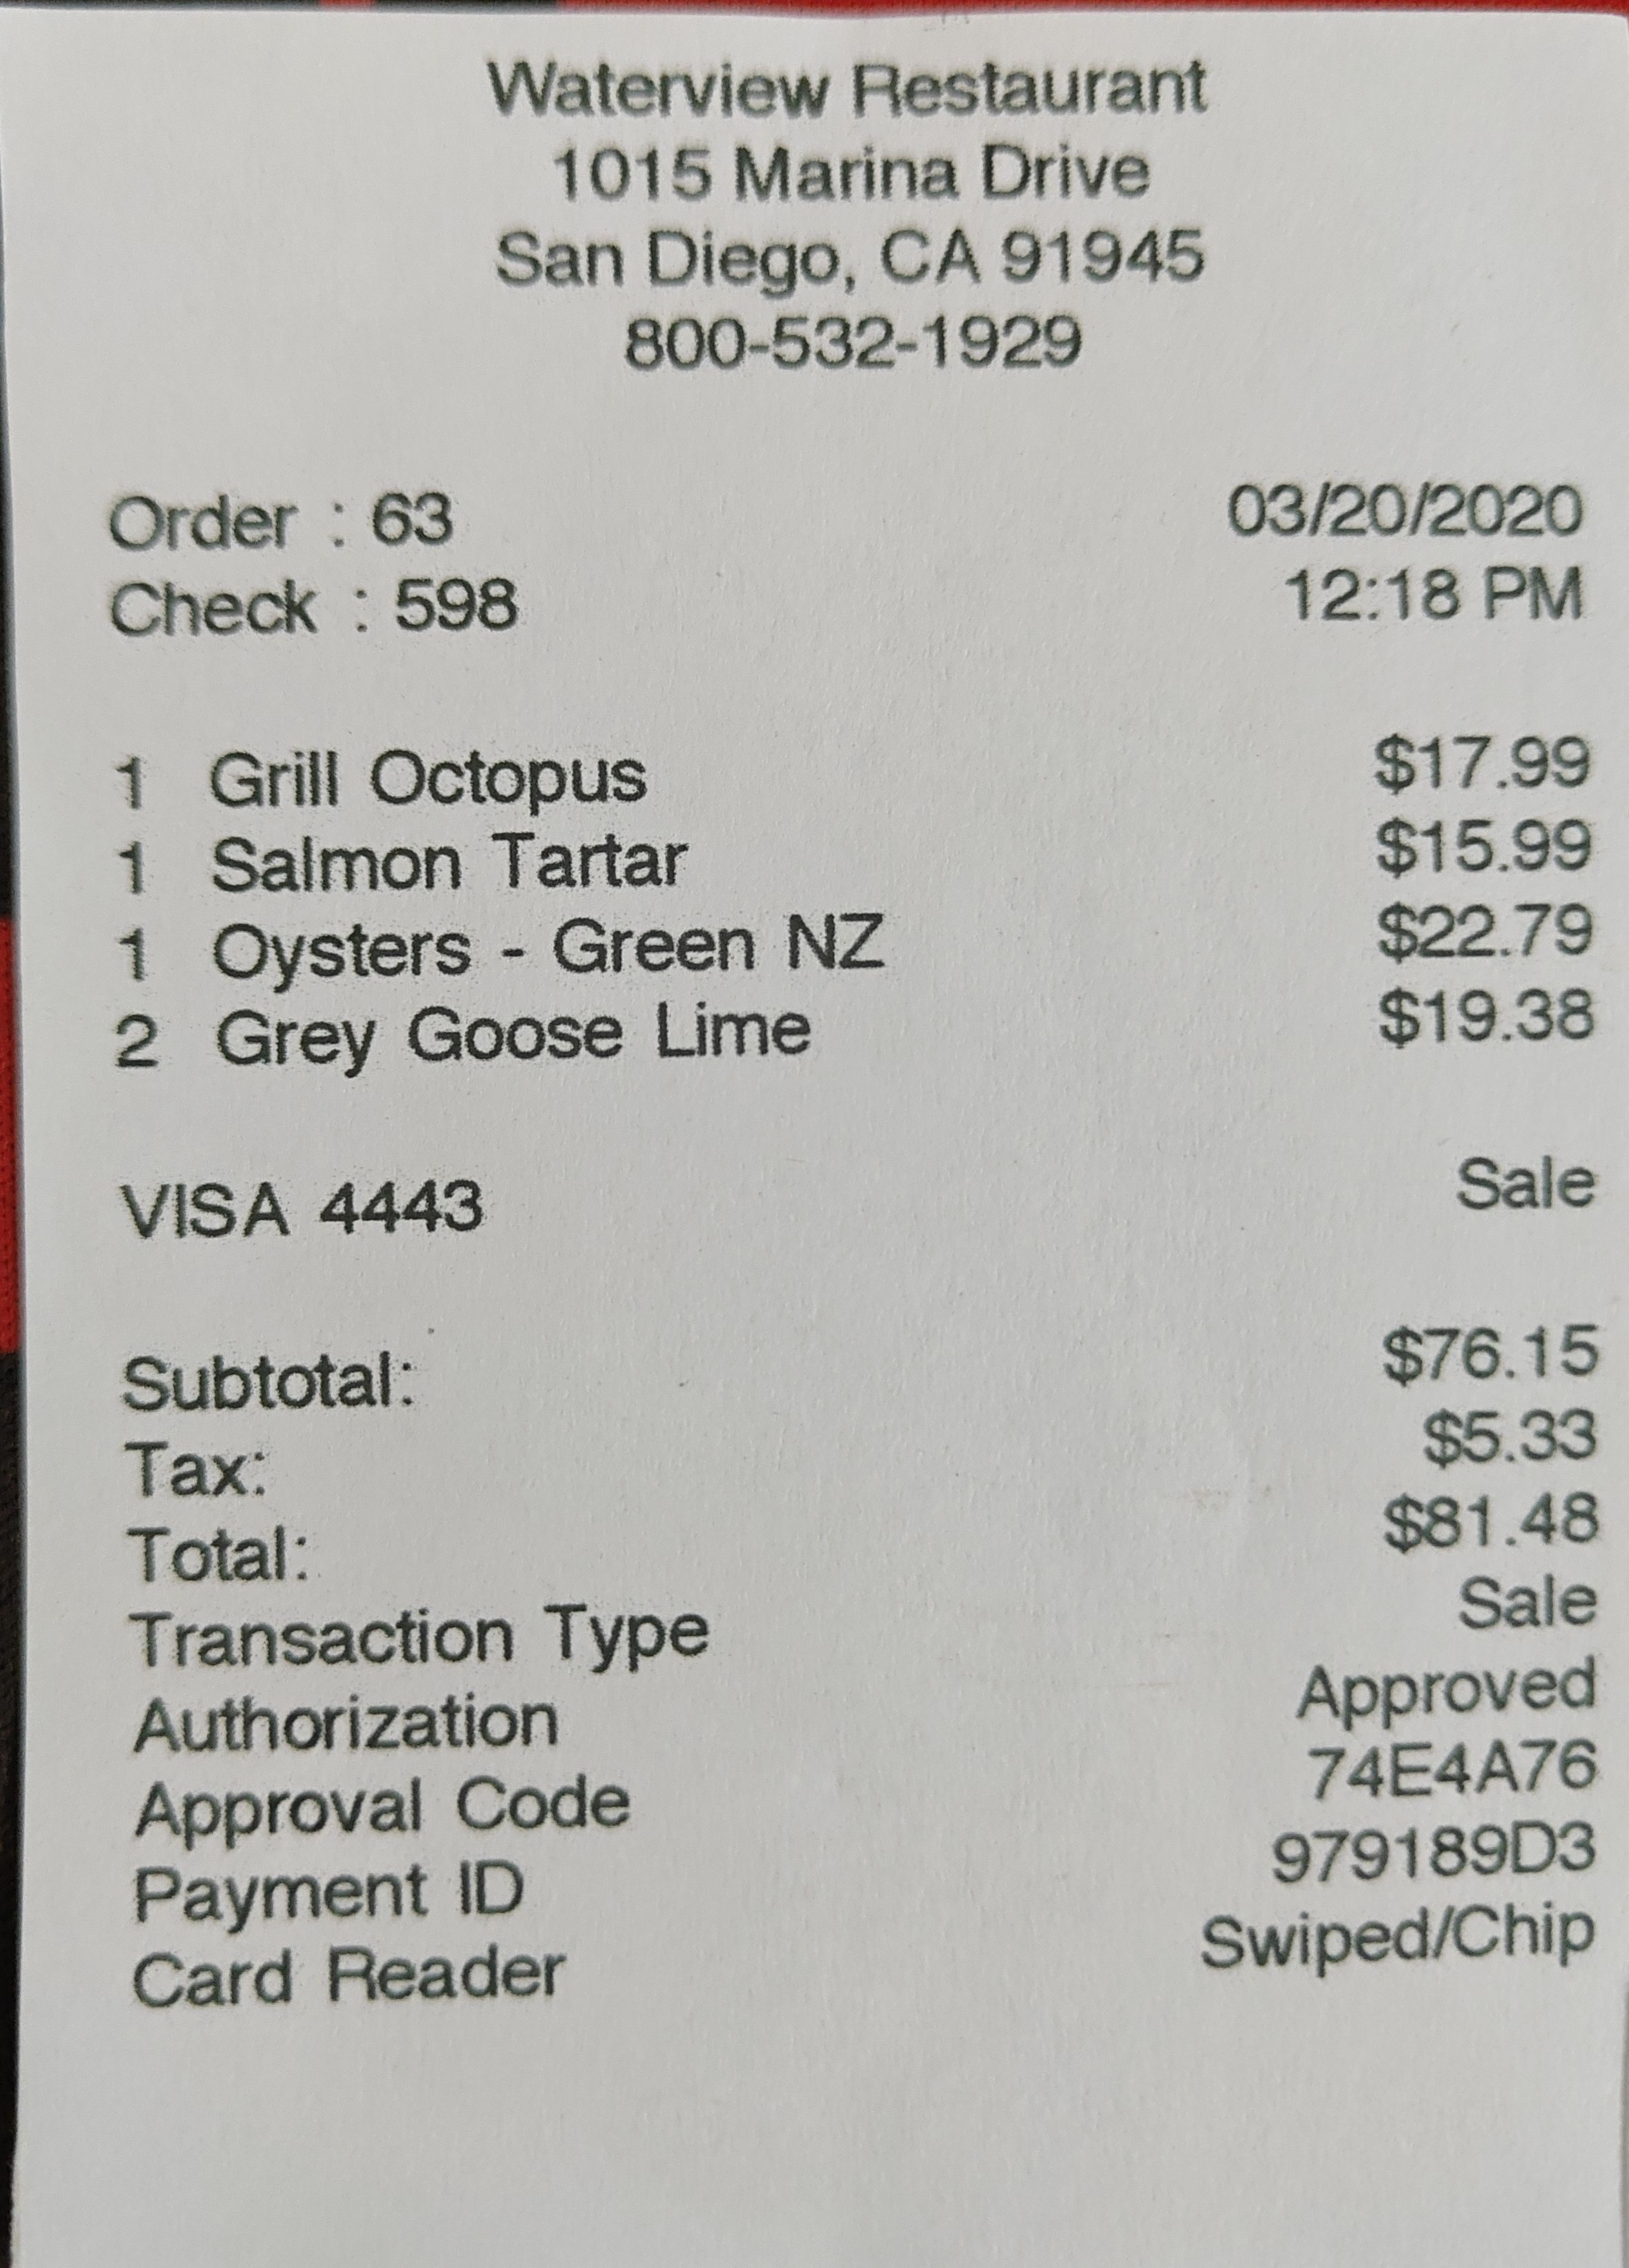 Waterview Restaurant
1015 Marina Drive
San Diego, CA 91945
800-532-1929
Order : 63 03/20/2020
Check : 598 12:18 PM
1 Grill Octopus $17.99
1 Salmon Tartar $15.99
1 Oysters - Green NZ $22.79
2 Grey Goose Lime $19.38
VISA 4443 Sale
Subtotal: $76.15
Tax: $5.33
Total: $81.48
Transaction Type Sale
Authorization Approved
Approval Code 74E4A76
Payment ID 979189D3
Card Reader Swiped/Chip